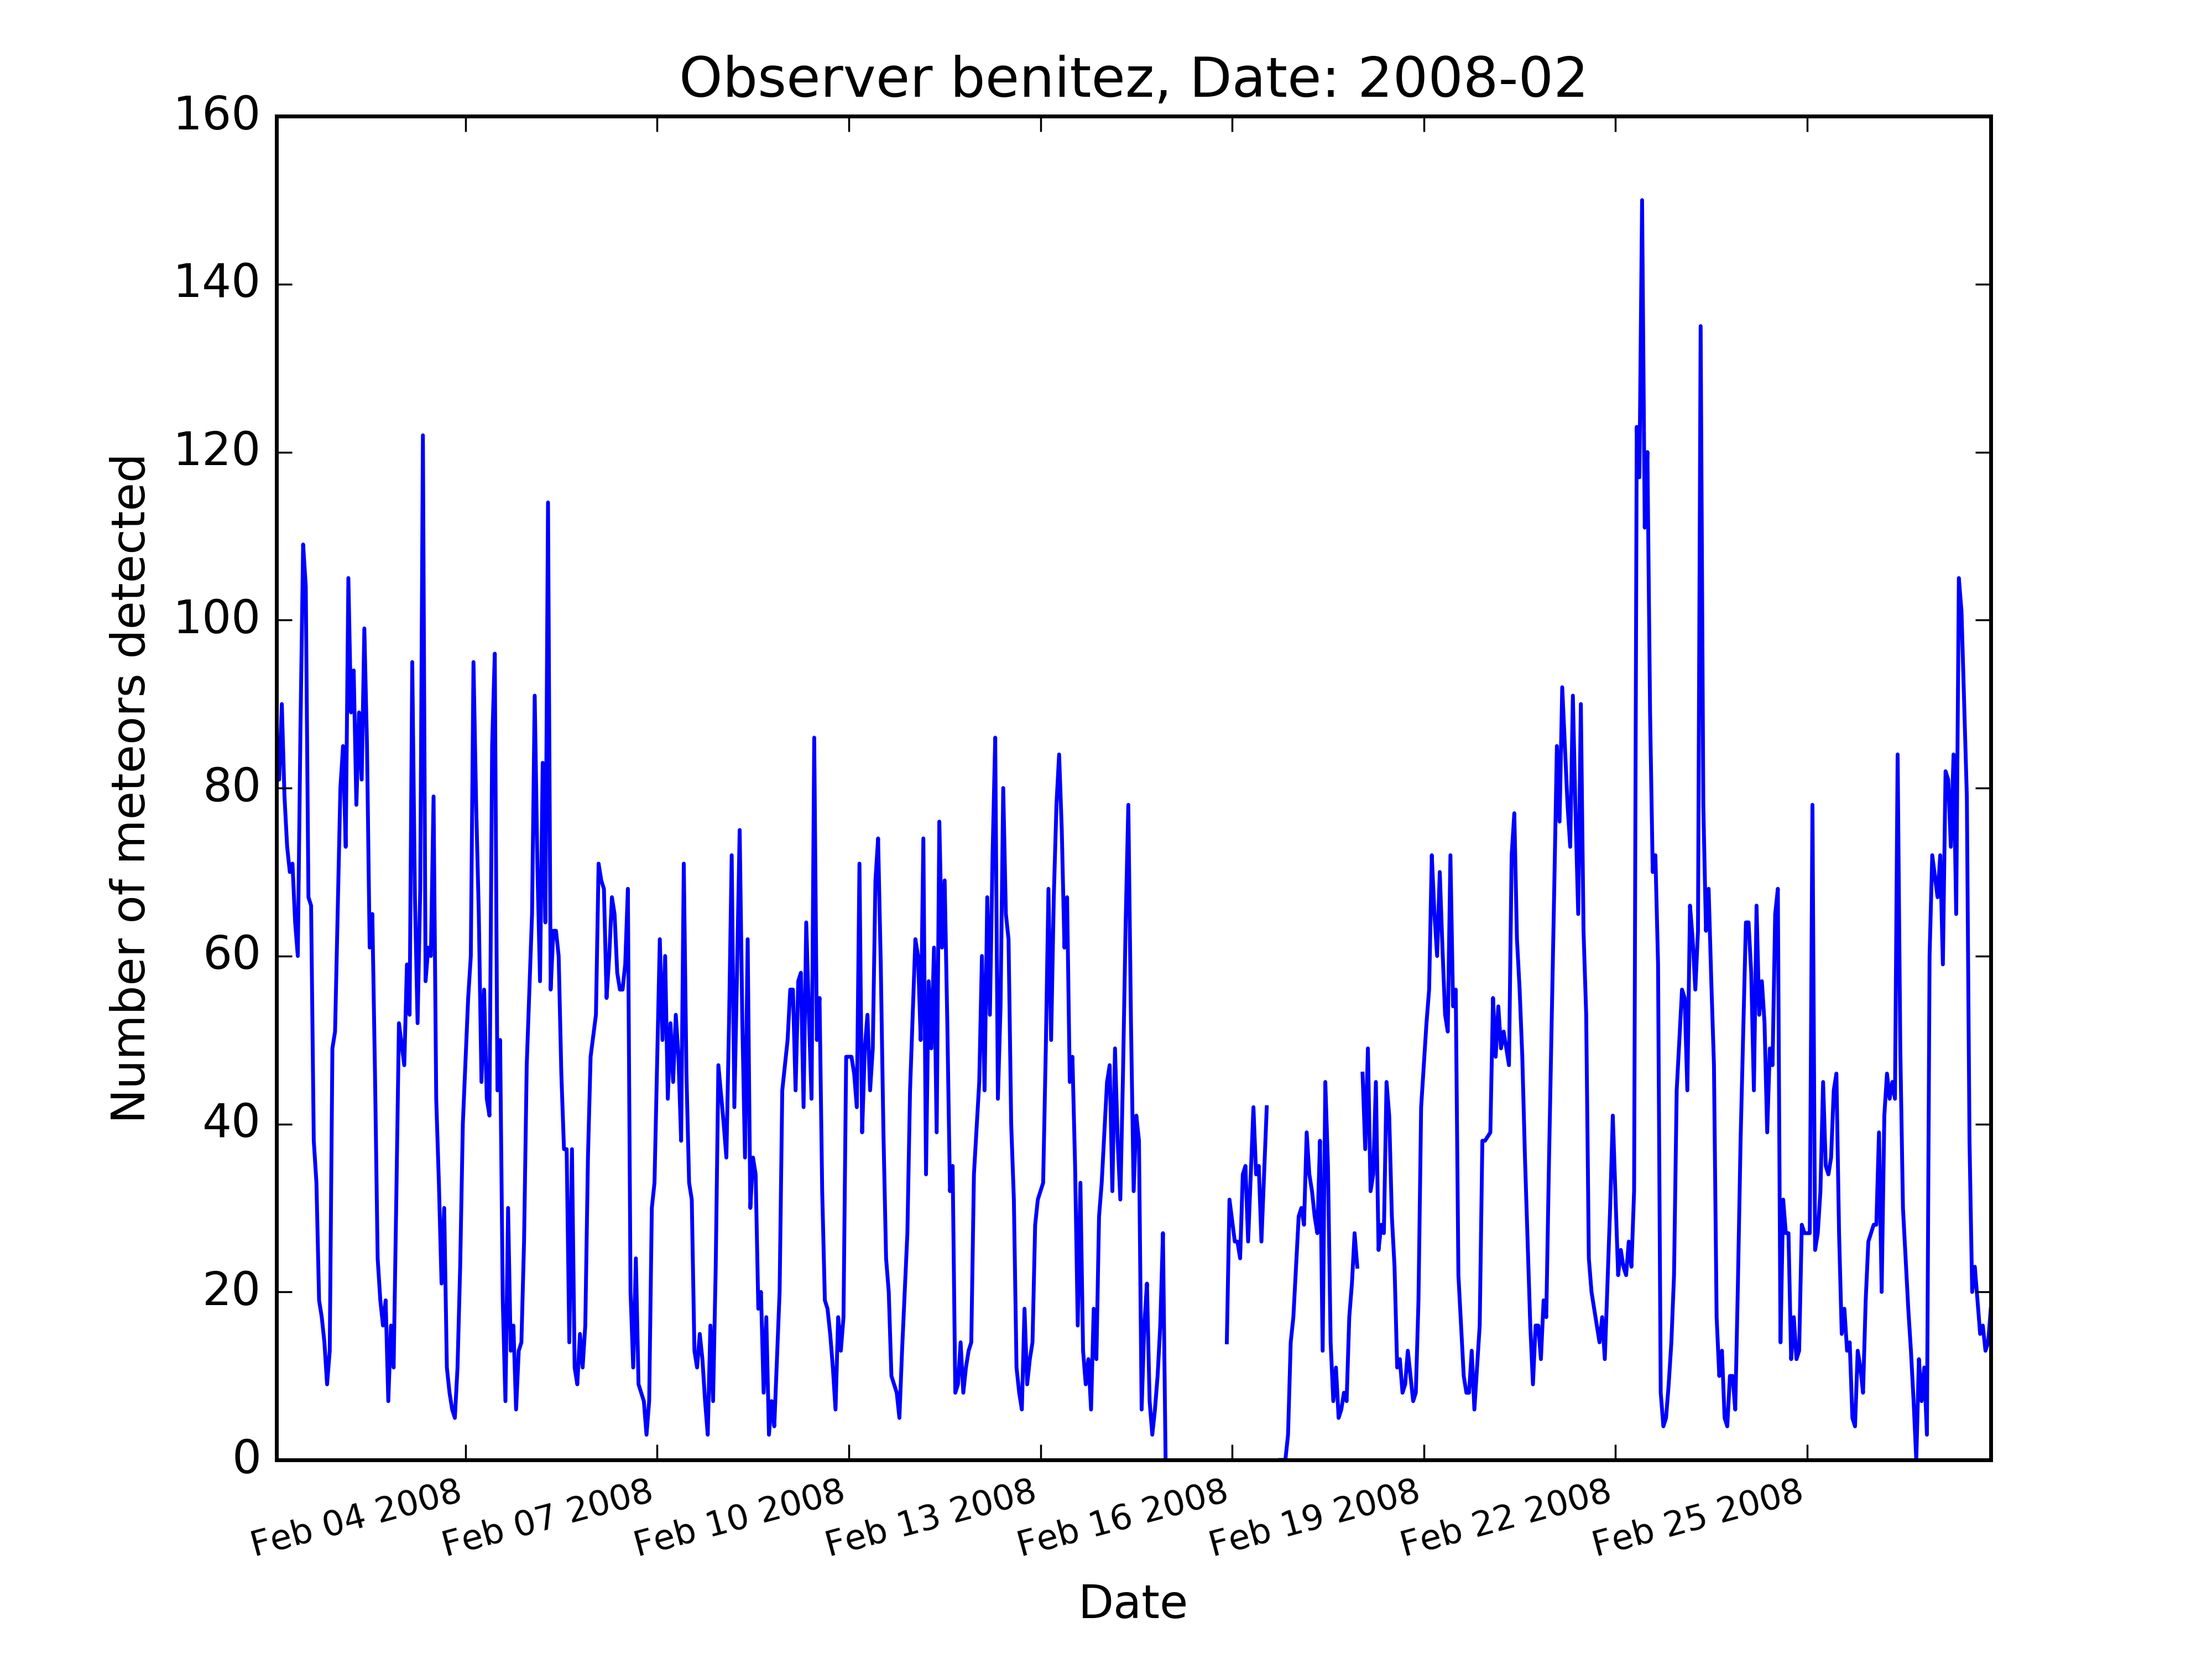 Observer benitez, Date: 2008-02
160
140
120
100
80
60
40
20
0
Number of meteors detected
Feb 04 2008
Feb 07 2008
Feb 10 2008
Feb 13 2008
Feb 16 2008
Feb 19 2008
Feb 22 2008
Feb 25 2008
Date